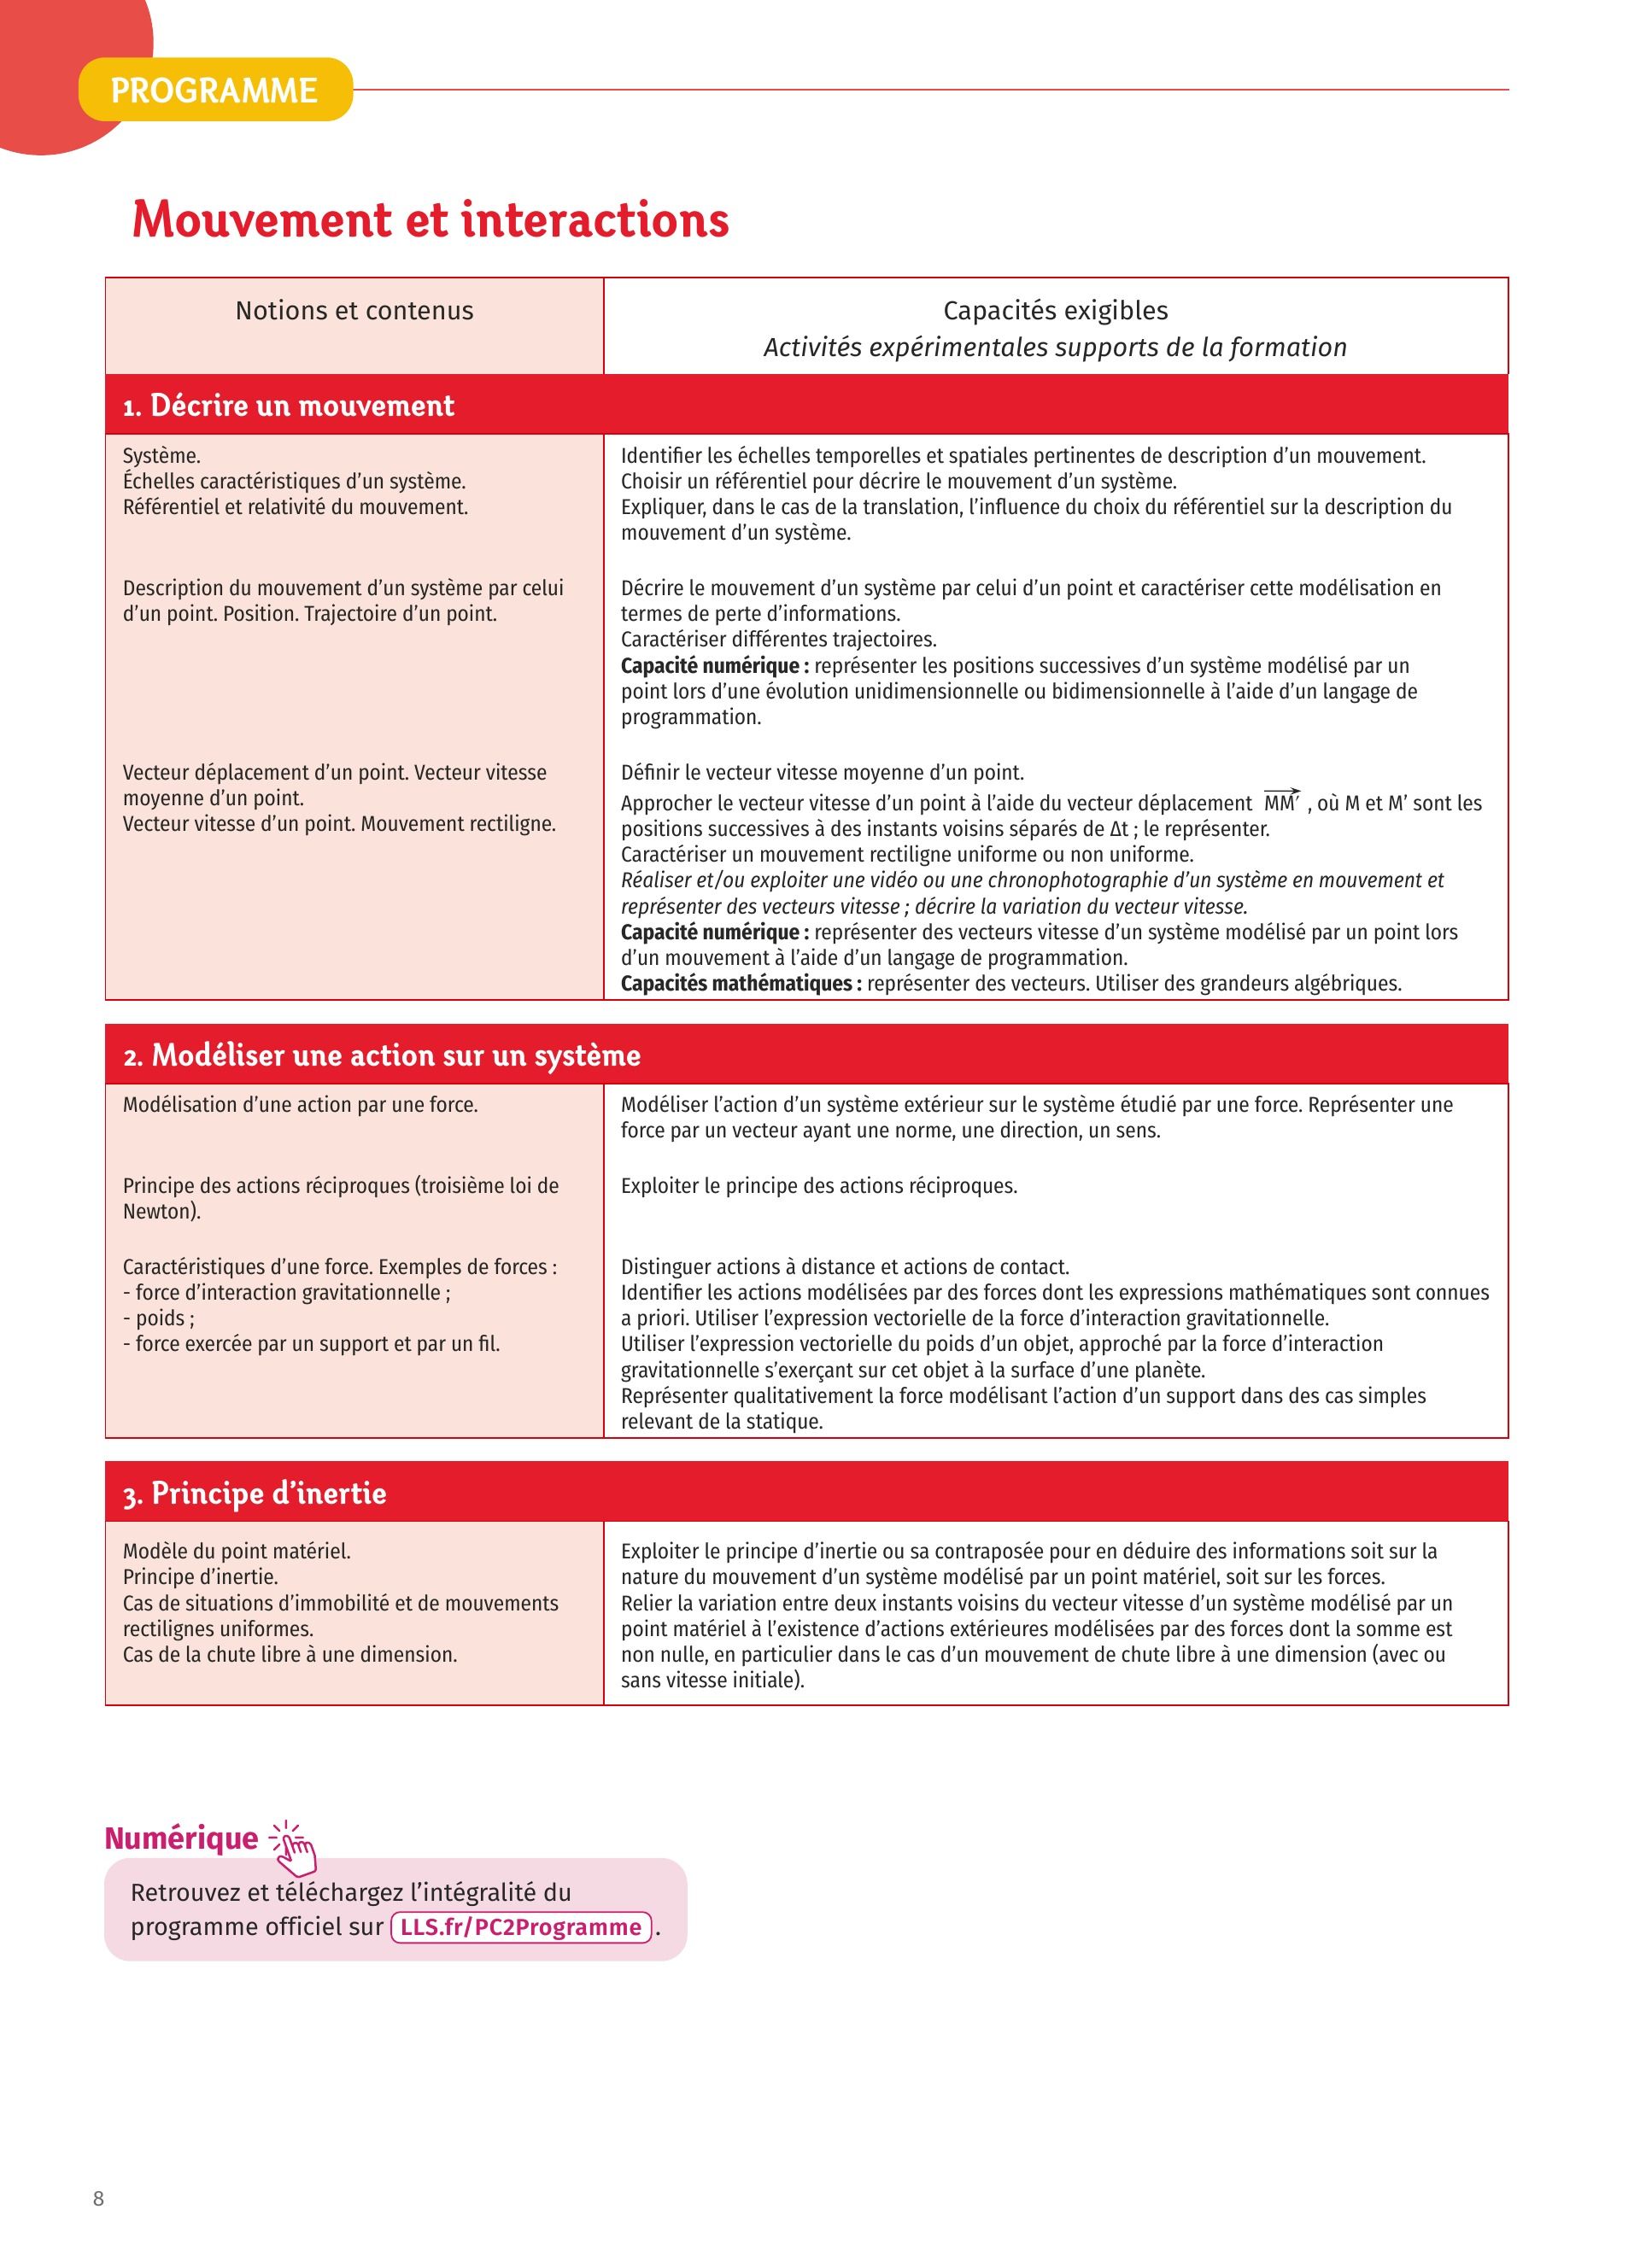 PROGRAMME
Mouvement et interactions
Notions et contenus
Capacités exigibles
Activités expérimentales supports de la formation
1. Décrire un mouvement
Système.
Échelles caractéristiques d’un système.
Référentiel et relativité du mouvement.
Identifier les échelles temporelles et spatiales pertinentes de description d’un mouvement.
Choisir un référentiel pour décrire le mouvement d’un système.
Expliquer, dans le cas de la translation, l’influence du choix du référentiel sur la description du
mouvement d’un système.
Description du mouvement d’un système par celui
d’un point. Position. Trajectoire d’un point.
Décrire le mouvement d’un système par celui d’un point et caractériser cette modélisation en
termes de perte d’informations.
Caractériser différentes trajectoires.
Capacité numérique : représenter les positions successives d’un système modélisé par un
point lors d’une évolution unidimensionnelle ou bidimensionnelle à l’aide d’un langage de
programmation.
Vecteur déplacement d’un point. Vecteur vitesse
moyenne d’un point.
Vecteur vitesse d’un point. Mouvement rectiligne.
Définir le vecteur vitesse moyenne d’un point.
Approcher le vecteur vitesse d’un point à l’aide du vecteur déplacement MM′ , où M et M’ sont les
positions successives à des instants voisins séparés de Δt ; le représenter.
Caractériser un mouvement rectiligne uniforme ou non uniforme.
Réaliser et/ou exploiter une vidéo ou une chronophotographie d’un système en mouvement et
représenter des vecteurs vitesse ; décrire la variation du vecteur vitesse.
Capacité numérique : représenter des vecteurs vitesse d’un système modélisé par un point lors
d’un mouvement à l’aide d’un langage de programmation.
Capacités mathématiques : représenter des vecteurs. Utiliser des grandeurs algébriques.
2. Modéliser une action sur un système
Modélisation d’une action par une force.
Modéliser l’action d’un système extérieur sur le système étudié par une force. Représenter une
force par un vecteur ayant une norme, une direction, un sens.
Principe des actions réciproques (troisième loi de
Newton).
Exploiter le principe des actions réciproques.
Caractéristiques d’une force. Exemples de forces :
- force d’interaction gravitationnelle ;
- poids ;
- force exercée par un support et par un fil.
Distinguer actions à distance et actions de contact.
Identifier les actions modélisées par des forces dont les expressions mathématiques sont connues
a priori. Utiliser l’expression vectorielle de la force d’interaction gravitationnelle.
Utiliser l’expression vectorielle du poids d’un objet, approché par la force d’interaction
gravitationnelle s’exerçant sur cet objet à la surface d’une planète.
Représenter qualitativement la force modélisant l’action d’un support dans des cas simples
relevant de la statique.
3. Principe d’inertie
Modèle du point matériel.
Principe d’inertie.
Cas de situations d’immobilité et de mouvements
rectilignes uniformes.
Cas de la chute libre à une dimension.
Exploiter le principe d’inertie ou sa contraposée pour en déduire des informations soit sur la
nature du mouvement d’un système modélisé par un point matériel, soit sur les forces.
Relier la variation entre deux instants voisins du vecteur vitesse d’un système modélisé par un
point matériel à l’existence d’actions extérieures modélisées par des forces dont la somme est
non nulle, en particulier dans le cas d’un mouvement de chute libre à une dimension (avec ou
sans vitesse initiale).
Numérique
Retrouvez et téléchargez l’intégralité du
programme officiel sur LLS.fr/PC2Programme .
8